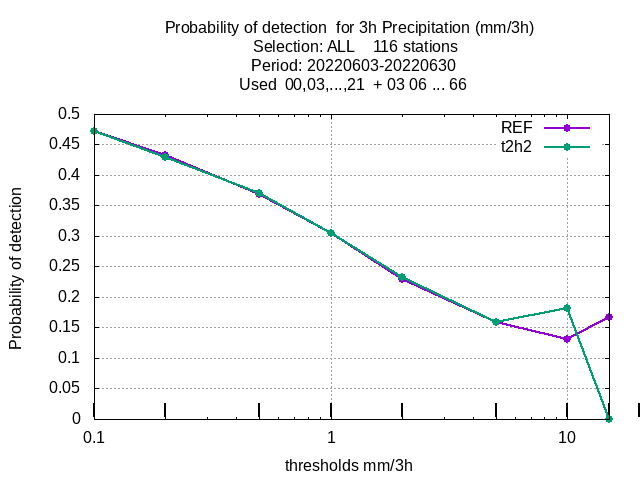 Probability of detection  for 3h Precipitation (mm/3h)
Selection: ALL    116 stations
Period: 20220603-20220630
Used  00,03,...,21  + 03 06 ... 66
REF
t2h2
0.5
0.45
0.4
0.35
0.3
0.25
0.2
0.15
0.1
0.05
0
Probability of detection
0.1 1 10
thresholds mm/3h